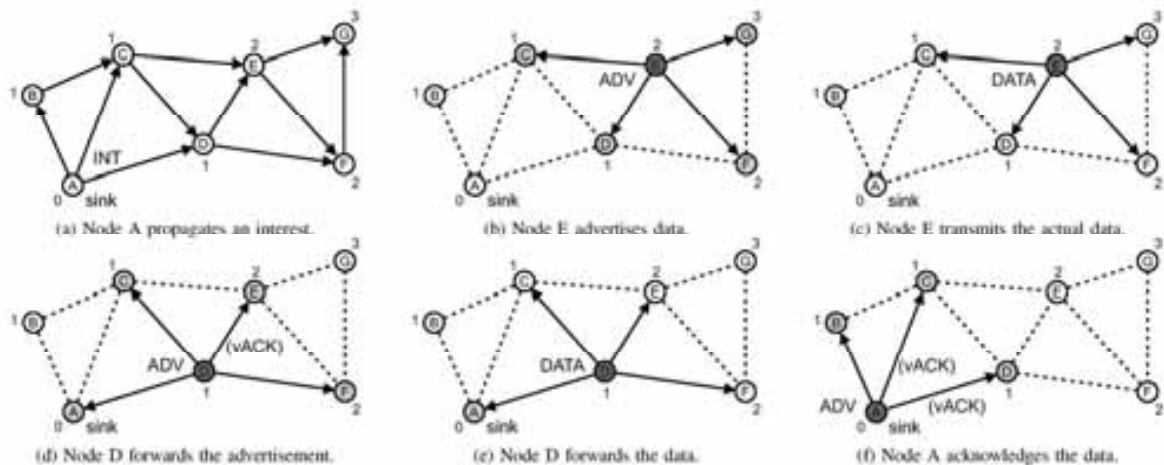 3
1
2
G
C
E
1
B
INT
D
1
A
F
0 sink
2
(a) Node A propagates an interest.
3
1
2
G
C
ADV
1
B
D
1
A
F
0 sink
2
(b) Node E advertises data.
3
1
2
G
C
DATA
1
B
D
1
A
F
0 sink
2
(c) Node E transmits the actual data.
3
1
2
G
C
E
1
B
(vACK)
ADV
1
A
F
0 sink
2
(d) Node D forwards the advertisement.
3
1
2
G
C
E
1
B
DATA
1
A
F
0 sink
2
(e) Node D forwards the data.
3
1
2
G
E
1
B
(vACK)
D
1
ADV
(vACK)
A
F
0 sink
2
(f) Node A acknowledges the data.